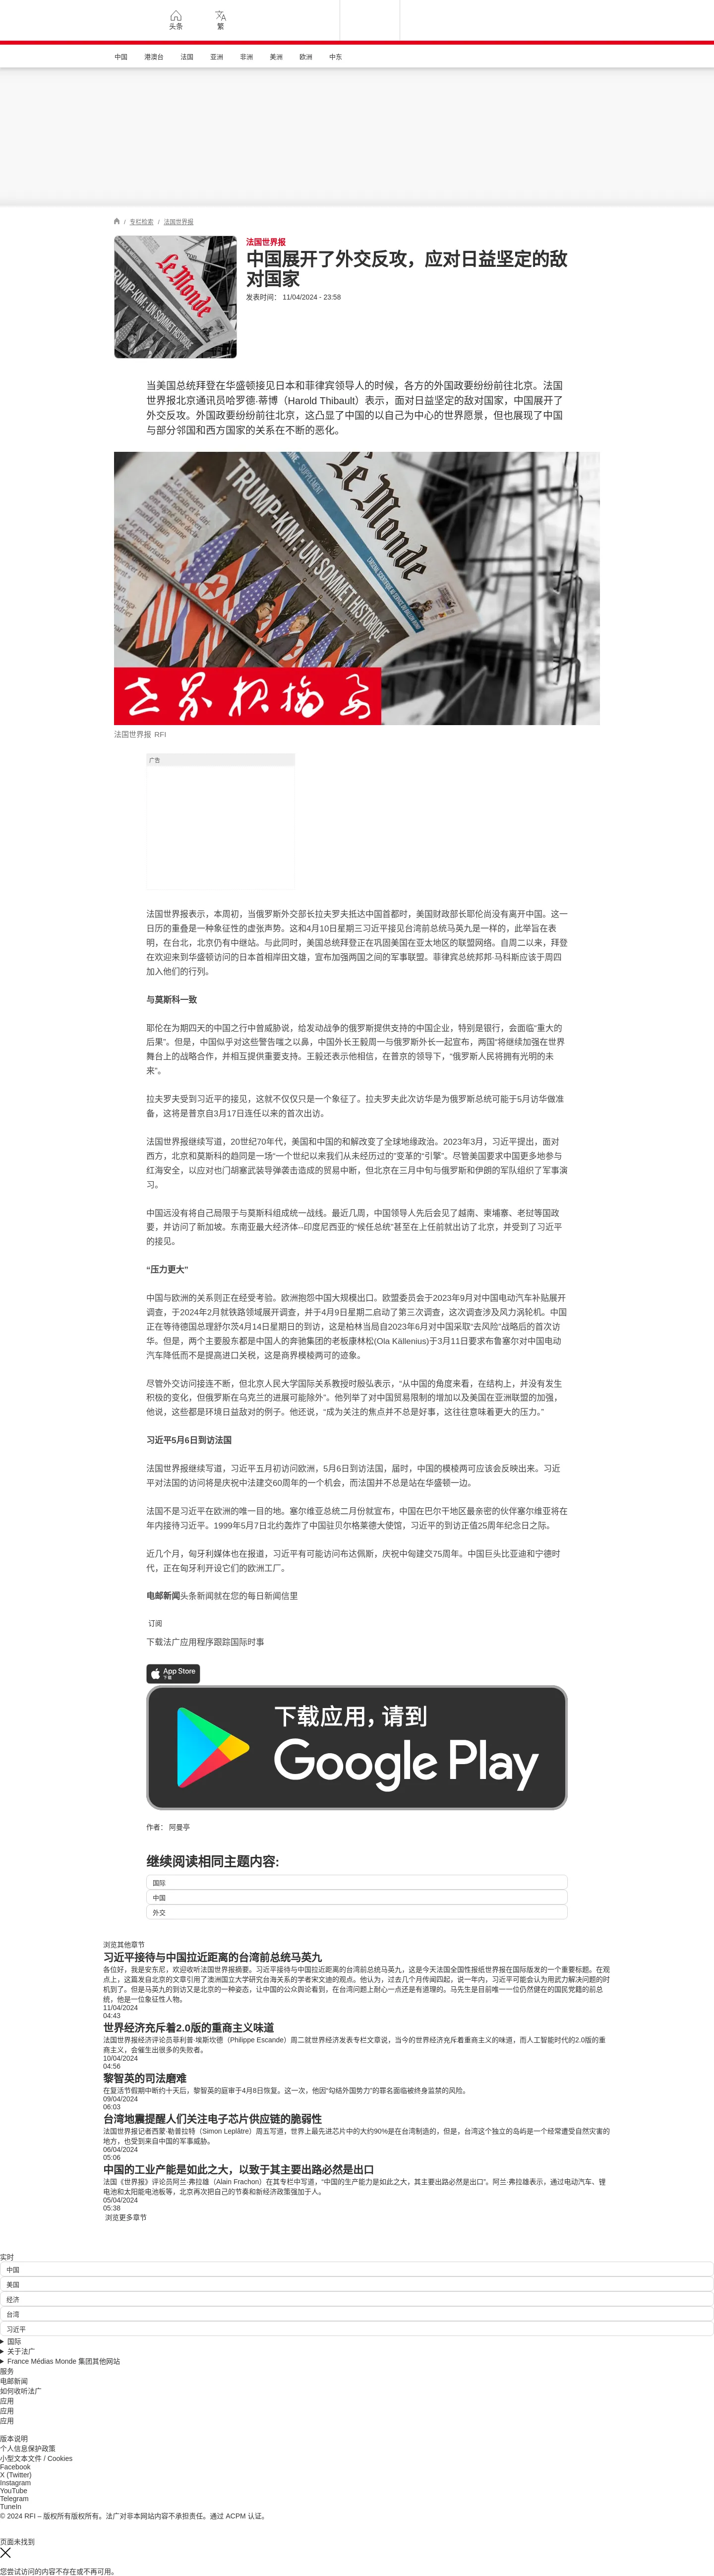 头条
繁
中国 港澳台 法国 亚洲 非洲 美洲 欧洲 中东
/ 专栏检索 / 法国世界报
法国世界报
中国展开了外交反攻，应对日益坚定的敌
对国家
发表时间： 11/04/2024 - 23:58
当美国总统拜登在华盛顿接见日本和菲律宾领导人的时候，各方的外国政要纷纷前往北京。法国
世界报北京通讯员哈罗德·蒂博（Harold Thibault）表示，面对日益坚定的敌对国家，中国展开了
外交反攻。外国政要纷纷前往北京，这凸显了中国的以自己为中心的世界愿景，但也展现了中国
与部分邻国和西方国家的关系在不断的恶化。
Le Monde
TRUMP-KIM : UN SOMMET HISTORIQUE
世界报摘要
法国世界报 RFI
广告
法国世界报表示，本周初，当俄罗斯外交部长拉夫罗夫抵达中国首都时，美国财政部长耶伦尚没有离开中国。这一
日历的重叠是一种象征性的虚张声势。这和4月10日星期三习近平接见台湾前总统马英九是一样的，此举旨在表
明，在台北，北京仍有中继站。与此同时，美国总统拜登正在巩固美国在亚太地区的联盟网络。自周二以来，拜登
在欢迎来到华盛顿访问的日本首相岸田文雄，宣布加强两国之间的军事联盟。菲律宾总统邦邦·马科斯应该于周四
加入他们的行列。
与莫斯科一致
耶伦在为期四天的中国之行中曾威胁说，给发动战争的俄罗斯提供支持的中国企业，特别是银行，会面临“重大的
后果”。但是，中国似乎对这些警告嗤之以鼻，中国外长王毅周一与俄罗斯外长一起宣布，两国“将继续加强在世界
舞台上的战略合作，并相互提供重要支持。王毅还表示他相信，在普京的领导下，“俄罗斯人民将拥有光明的未
来”。
拉夫罗夫受到习近平的接见，这就不仅仅只是一个象征了。拉夫罗夫此次访华是为俄罗斯总统可能于5月访华做准
备，这将是普京自3月17日连任以来的首次出访。
法国世界报继续写道，20世纪70年代，美国和中国的和解改变了全球地缘政治。2023年3月，习近平提出，面对
西方，北京和莫斯科的趋同是一场“一个世纪以来我们从未经历过的”变革的“引擎”。尽管美国要求中国更多地参与
红海安全，以应对也门胡塞武装导弹袭击造成的贸易中断，但北京在三月中旬与俄罗斯和伊朗的军队组织了军事演
习。
中国远没有将自己局限于与莫斯科组成统一战线。最近几周，中国领导人先后会见了越南、柬埔寨、老挝等国政
要，并访问了新加坡。东南亚最大经济体--印度尼西亚的“候任总统”甚至在上任前就出访了北京，并受到了习近平
的接见。
“压力更大”
中国与欧洲的关系则正在经受考验。欧洲抱怨中国大规模出口。欧盟委员会于2023年9月对中国电动汽车补贴展开
调查，于2024年2月就铁路领域展开调查，并于4月9日星期二启动了第三次调查，这次调查涉及风力涡轮机。中国
正在等待德国总理舒尔茨4月14日星期日的到访，这是柏林当局自2023年6月对中国采取“去风险”战略后的首次访
华。但是，两个主要股东都是中国人的奔驰集团的老板康林松(Ola Källenius)于3月11日要求布鲁塞尔对中国电动
汽车降低而不是提高进口关税，这是商界模棱两可的迹象。
尽管外交访问接连不断，但北京人民大学国际关系教授时殷弘表示，“从中国的角度来看，在结构上，并没有发生
积极的变化，但俄罗斯在乌克兰的进展可能除外”。他列举了对中国贸易限制的增加以及美国在亚洲联盟的加强，
他说，这些都是环境日益敌对的例子。他还说，“成为关注的焦点并不总是好事，这往往意味着更大的压力。”
习近平5月6日到访法国
法国世界报继续写道，习近平五月初访问欧洲，5月6日到访法国，届时，中国的模棱两可应该会反映出来。习近
平对法国的访问将是庆祝中法建交60周年的一个机会，而法国并不总是站在华盛顿一边。
法国不是习近平在欧洲的唯一目的地。塞尔维亚总统二月份就宣布，中国在巴尔干地区最亲密的伙伴塞尔维亚将在
年内接待习近平。1999年5月7日北约轰炸了中国驻贝尔格莱德大使馆，习近平的到访正值25周年纪念日之际。
近几个月，匈牙利媒体也在报道，习近平有可能访问布达佩斯，庆祝中匈建交75周年。中国巨头比亚迪和宁德时
代，正在匈牙利开设它们的欧洲工厂。
电邮新闻头条新闻就在您的每日新闻信里
订阅
下载法广应用程序跟踪国际时事
App Store
下载
下载应用，请到
Google Play
作者： 阿曼亭
继续阅读相同主题内容:
国际
中国
外交
浏览其他章节
习近平接待与中国拉近距离的台湾前总统马英九
各位好，我是安东尼，欢迎收听法国世界报摘要。习近平接待与中国拉近距离的台湾前总统马英九，这是今天法国全国性报纸世界报在国际版发的一个重要标题。在观
点上，这篇发自北京的文章引用了澳洲国立大学研究台海关系的学者宋文迪的观点。他认为，过去几个月传闻四起，说一年内，习近平可能会认为用武力解决问题的时
机到了。但是马英九的到访又是北京的一种姿态，让中国的公众舆论看到，在台湾问题上耐心一点还是有道理的。马先生是目前唯一一位仍然健在的国民党籍的前总
统，他是一位象征性人物。
11/04/2024
04:43
世界经济充斥着2.0版的重商主义味道
法国世界报经济评论员菲利普·埃斯坎德（Philippe Escande）周二就世界经济发表专栏文章说，当今的世界经济充斥着重商主义的味道，而人工智能时代的2.0版的重
商主义，会催生出很多的失败者。
10/04/2024
04:56
黎智英的司法磨难
在复活节假期中断约十天后，黎智英的庭审于4月8日恢复。这一次，他因“勾结外国势力”的罪名面临被终身监禁的风险。
09/04/2024
06:03
台湾地震提醒人们关注电子芯片供应链的脆弱性
法国世界报记者西蒙·勒普拉特（Simon Leplâtre）周五写道，世界上最先进芯片中的大约90%是在台湾制造的，但是，台湾这个独立的岛屿是一个经常遭受自然灾害的
地方，也受到来自中国的军事威胁。
06/04/2024
05:06
中国的工业产能是如此之大，以致于其主要出路必然是出口
法国《世界报》评论员阿兰·弗拉雄（Alain Frachon）在其专栏中写道，“中国的生产能力是如此之大，其主要出路必然是出口”。阿兰·弗拉雄表示，通过电动汽车、锂
电池和太阳能电池板等，北京再次把自己的节奏和新经济政策强加于人。
05/04/2024
05:38
浏览更多章节
实时
中国
美国
经济
台湾
习近平
国际
关于法广
France Médias Monde 集团其他网站
服务
电邮新闻
如何收听法广
应用
应用
应用
版本说明
个人信息保护政策
小型文本文件 / Cookies
Facebook
X (Twitter)
Instagram
YouTube
Telegram
TuneIn
© 2024 RFI – 版权所有版权所有。法广对非本网站内容不承担责任。通过 ACPM 认证。
页面未找到
您尝试访问的内容不存在或不再可用。